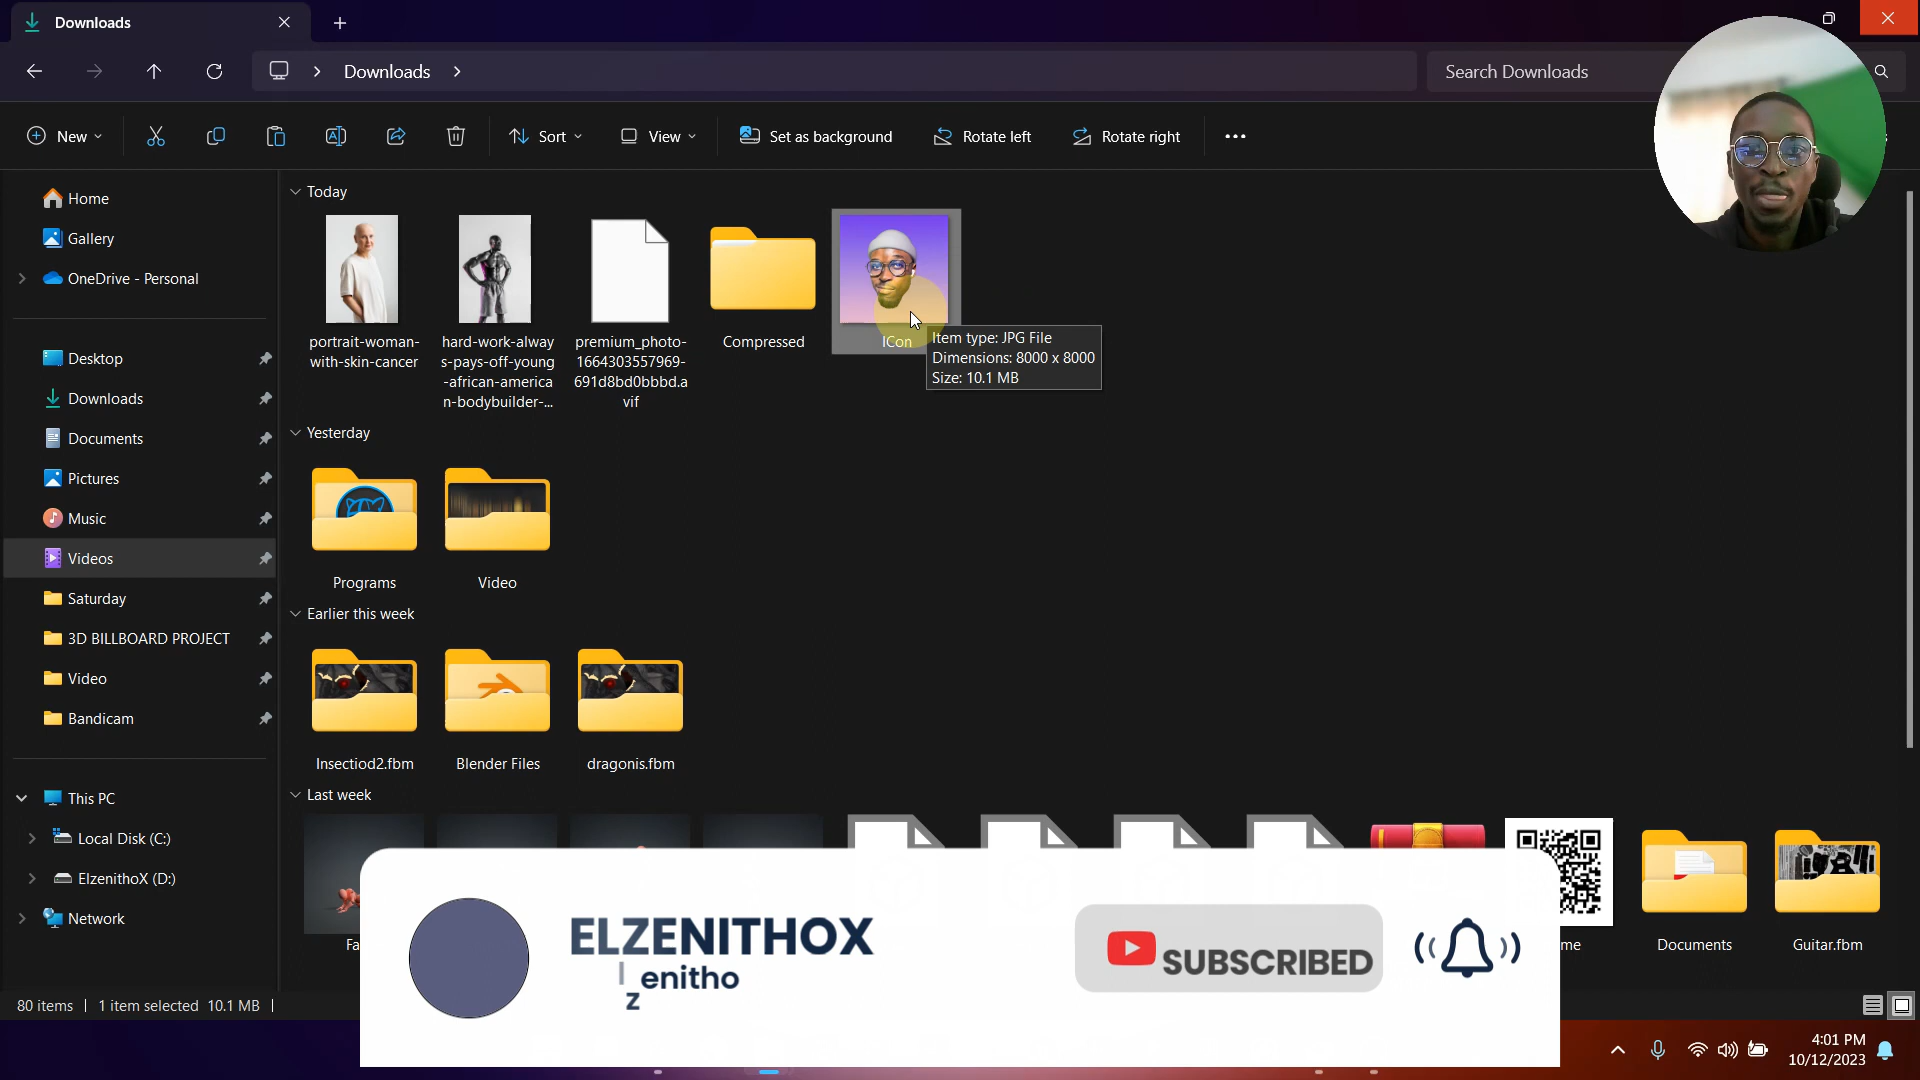 Downloads
Downloads
Search Downloads
New
Sort
View
Set as background
Rotate left
Rotate right
Home
Gallery
OneDrive - Personal
Desktop
Downloads
Documents
Pictures
Music
Videos
Saturday
3D BILLBOARD PROJECT
Video
Bandicam
This PC
Local Disk (C:)
ElzenithoX (D:)
Network
Today
portrait-woman-
with-skin-cancer
hard-work-alway
s-pays-off-young
-african-america
n-bodybuilder-...
premium_photo-
1664303557969-
691d8bd0bbbd.a
vif
Compressed
ICon
Item type: JPG File
Dimensions: 8000 x 8000
Size: 10.1 MB
Yesterday
Programs
Video
Earlier this week
Insectiod2.fbm
Blender Files
dragonis.fbm
Last week
Fa
me
Documents
Guitar.fbm
ELZENITHOX
enitho
z
SUBSCRIBED
80 items
1 item selected 10.1 MB
4:01 PM
10/12/2023